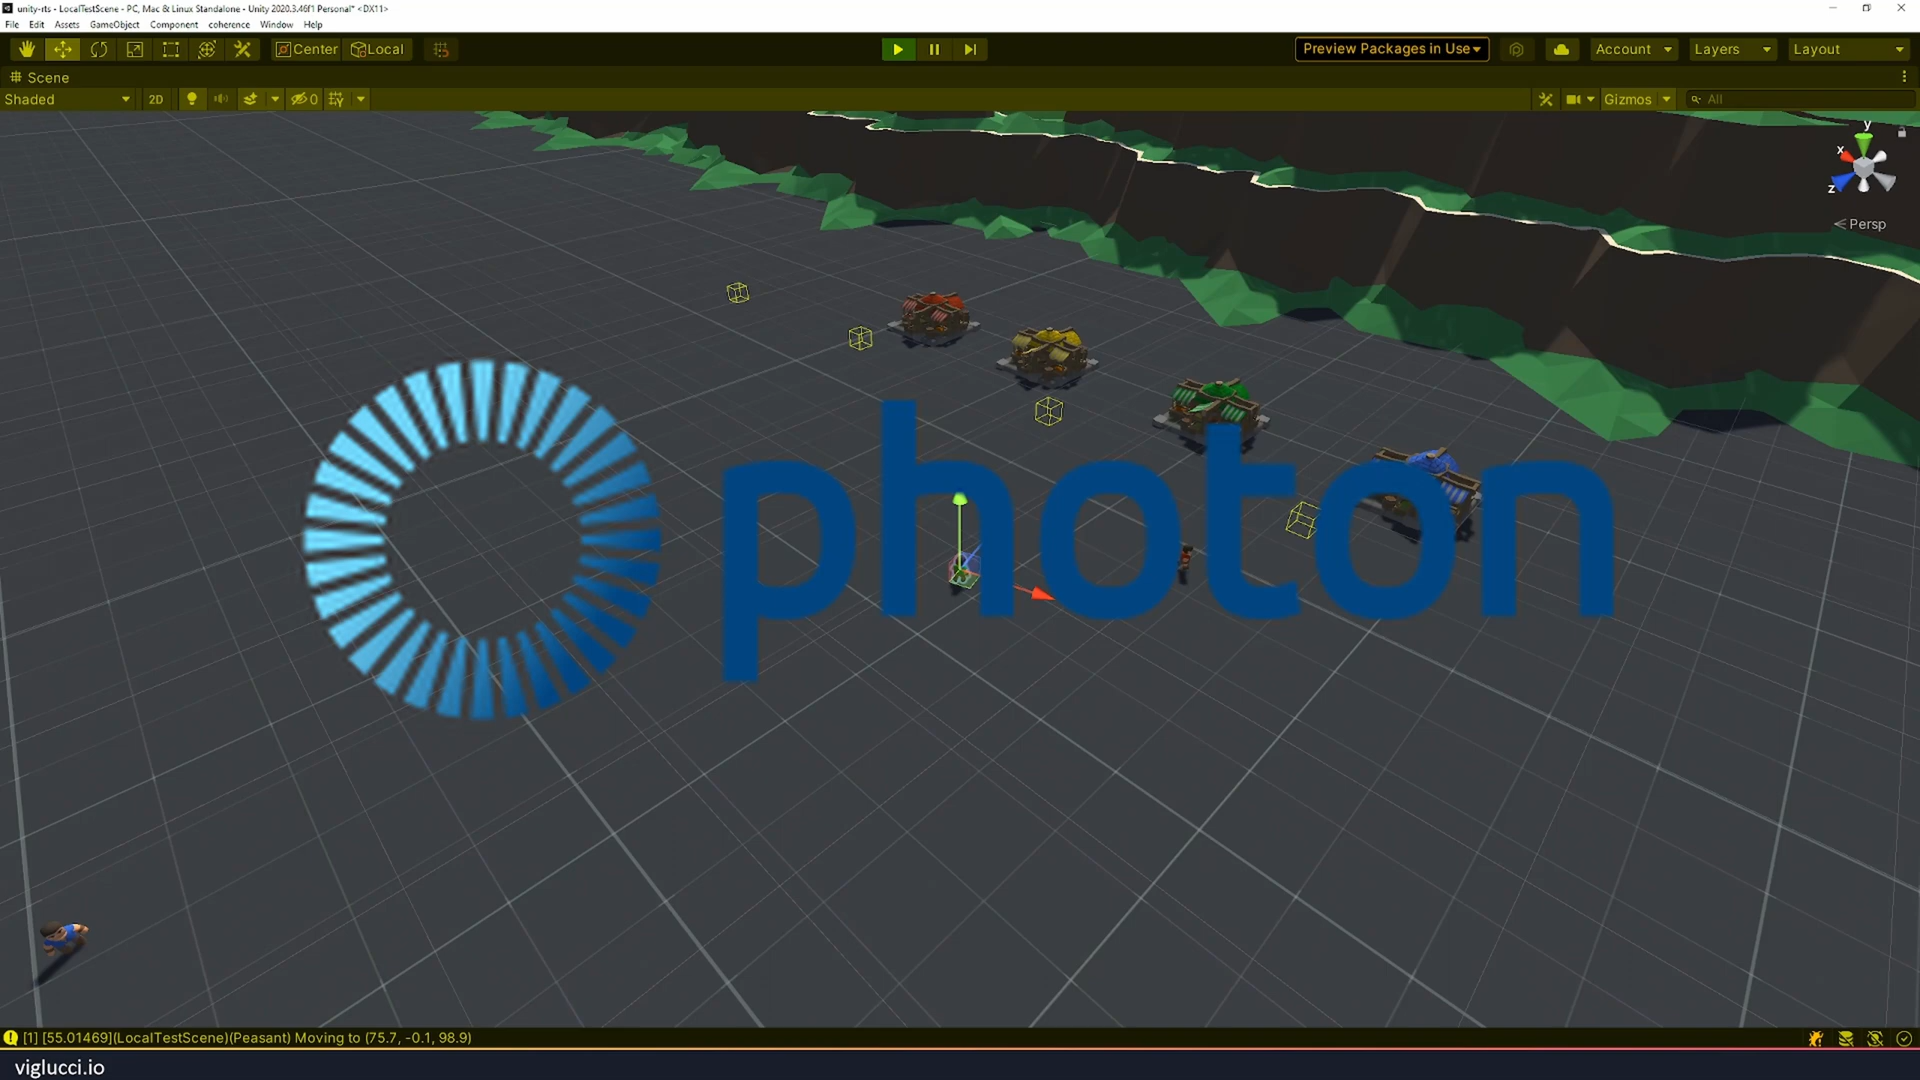 unity-rts - LocalTestScene - PC, Mac & Linux Standalone - Unity 2020.3.46f1 Personal* <DX11>
File Edit Assets GameObject Component coherence Window Help
Center Local Preview Packages in Use Account Layers Layout
Scene
Shaded 2D 0 Gizmos All
y
x
z
Persp
photon
[1] [55.01469](LocalTestScene)(Peasant) Moving to (75.7, -0.1, 98.9)
viglucci.io